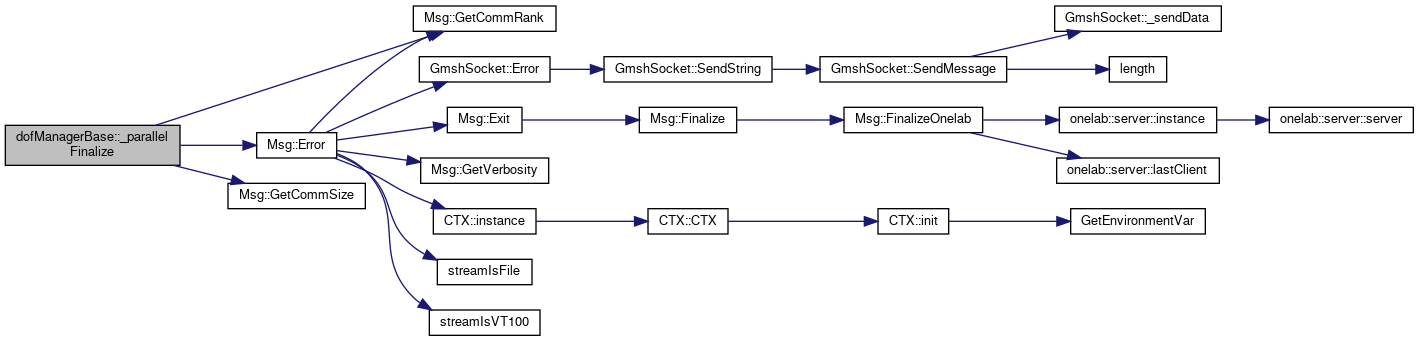 dofManagerBase::_parallel
Finalize
Msg::GetCommRank
Msg::Error
Msg::GetCommSize
GmshSocket::Error
GmshSocket::SendString
GmshSocket::SendMessage
GmshSocket::_sendData
length
Msg::Exit
Msg::Finalize
Msg::FinalizeOnelab
onelab::server::instance
onelab::server::server
onelab::server::lastClient
Msg::GetVerbosity
CTX::instance
CTX::CTX
CTX::init
GetEnvironmentVar
streamIsFile
streamIsVT100